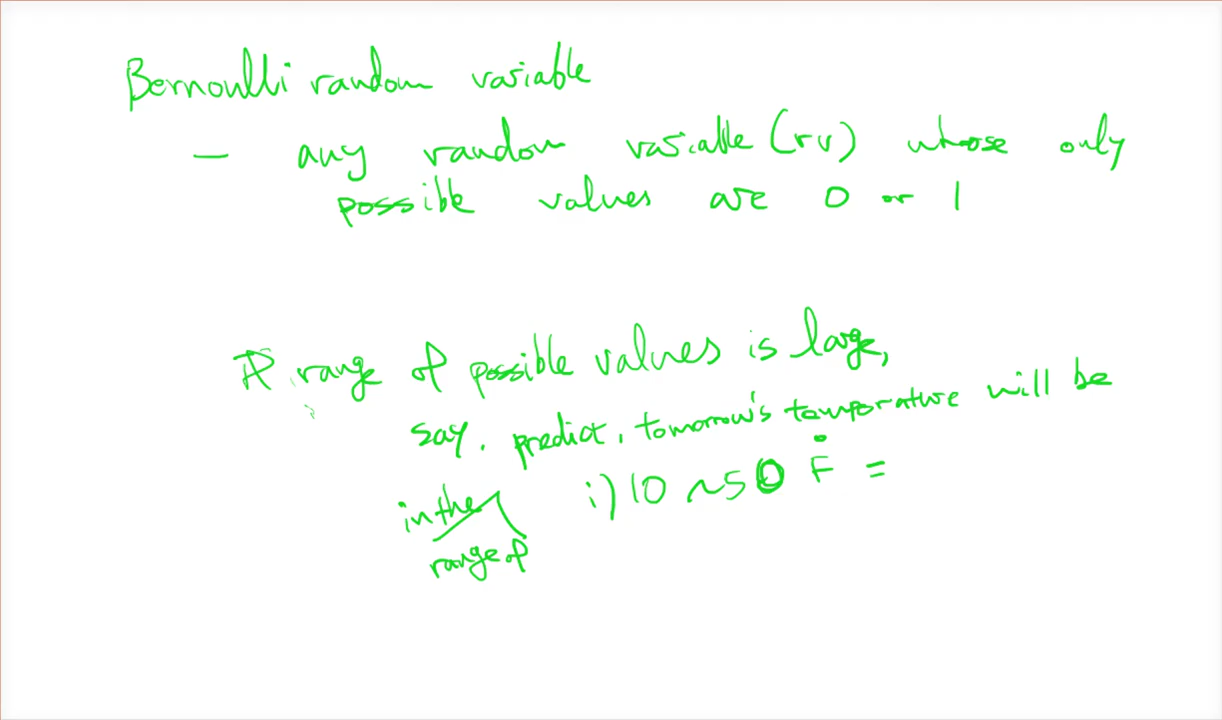 Bernoulli random variable
— any random variable (rv) whose only
possible values are 0 or 1
range of possible values is large,
say, predict, tomorrow's temporature will be
in the i) 10 ~ 50 °F =
range of